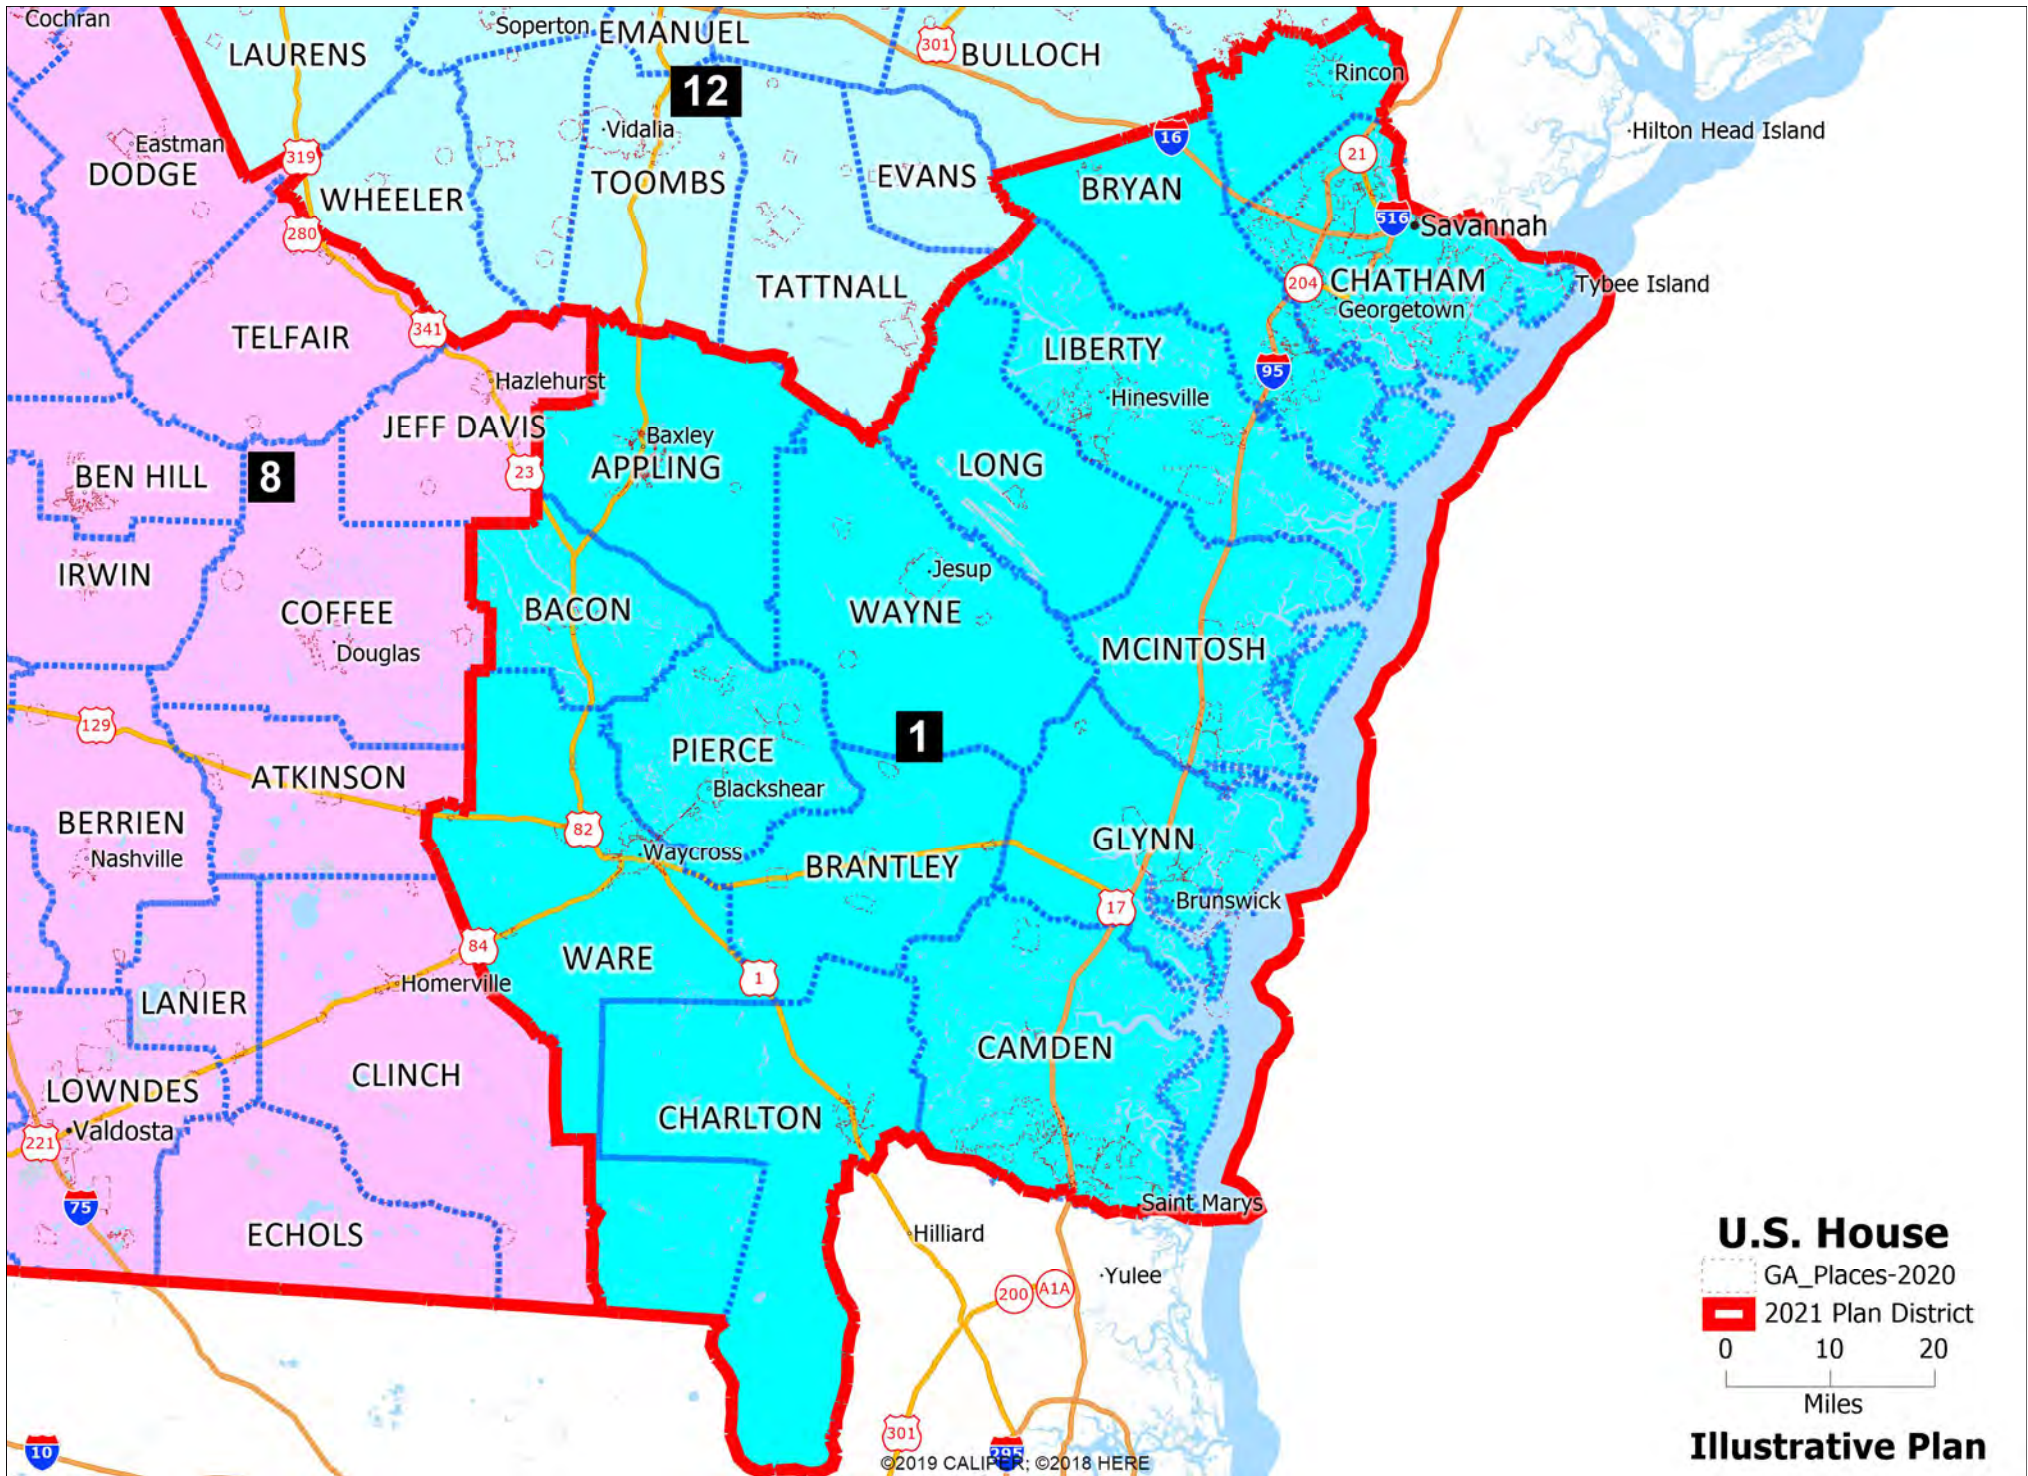 Cochran
LAURENS
Soperton
EMANUEL
301
BULLOCH
Rincon
12
Hilton Head Island
Eastman
DODGE
319
Vidalia
16
21
WHEELER
TOOMBS
EVANS
BRYAN
280
516
Savannah
TATTNALL
204
CHATHAM
Tybee Island
Georgetown
TELFAIR
341
LIBERTY
95
Hazlehurst
Hinesville
JEFF DAVIS
Baxley
BEN HILL
8
23
APPLING
LONG
IRWIN
Jesup
COFFEE
BACON
WAYNE
Douglas
MCINTOSH
129
1
PIERCE
ATKINSON
Blackshear
BERRIEN
82
GLYNN
Nashville
Waycross
BRANTLEY
17
Brunswick
84
WARE
Homerville
1
LANIER
CAMDEN
CLINCH
LOWNDES
CHARLTON
221
Valdosta
75
Saint Marys
ECHOLS
Hilliard
Yulee
200
A1A
U.S. House
GA_Places-2020
2021 Plan District
0 10 20
Miles
Illustrative Plan
10
301
295
©2019 CALIPER; ©2018 HERE